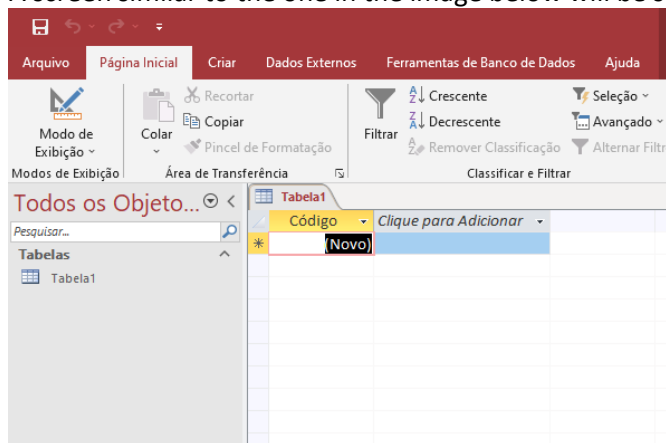 Arquivo Página Inicial Criar Dados Externos Ferramentas de Banco de Dados Ajuda
Modo de Exibição
Colar
Recortar
Copiar
Pincel de Formatação
Filtrar
Crescente
Decrescente
Remover Classificação
Seleção
Avançado
Alternar Filtr
Modos de Exibição Área de Transferência Classificar e Filtrar
Todos os Objeto...
Pesquisar...
Tabelas
Tabela1
Tabela1
Código Clique para Adicionar
(Novo)